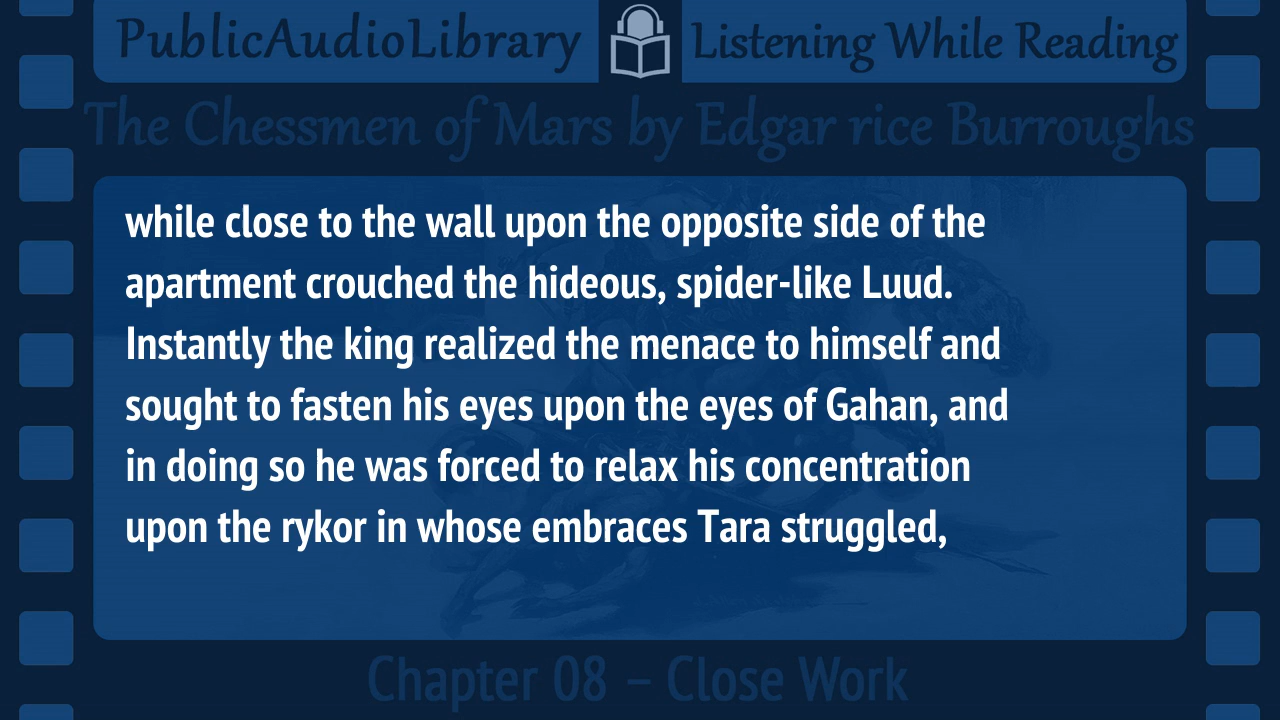 PublicAudioLibrary Listening While Reading
The Chessmen of Mars by Edgar rice Burroughs
while close to the wall upon the opposite side of the
apartment crouched the hideous, spider-like Luud.
Instantly the king realized the menace to himself and
sought to fasten his eyes upon the eyes of Gahan, and
in doing so he was forced to relax his concentration
upon the rykor in whose embraces Tara struggled,
Chapter 08 – Close Work